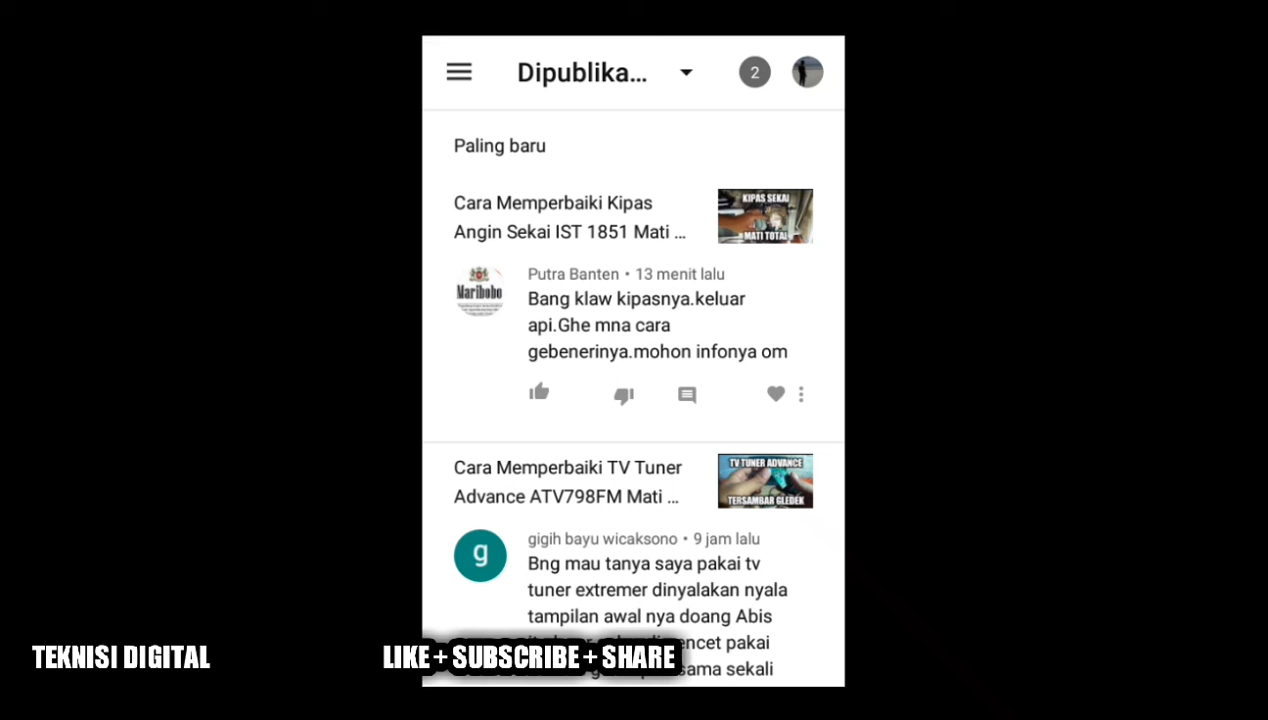 Dipublika...
2
Paling baru
Cara Memperbaiki Kipas
Angin Sekai IST 1851 Mati ...
KIPAS SEKAI
MATI TOTAL
Maribobo
Putra Banten • 13 menit lalu
Bang klaw kipasnya.keluar
api.Ghe mna cara
gebenerinya.mohon infonya om
Cara Memperbaiki TV Tuner
Advance ATV798FM Mati ...
TV TUNER ADVANCE
TERSAMBAR GLEDEK
g
gigih bayu wicaksono • 9 jam lalu
Bng mau tanya saya pakai tv
tuner extremer dinyalakan nyala
tampilan awal nya doang Abis
pakai
sama sekali
TEKNISI DIGITAL
LIKE + SUBSCRIBE + SHARE